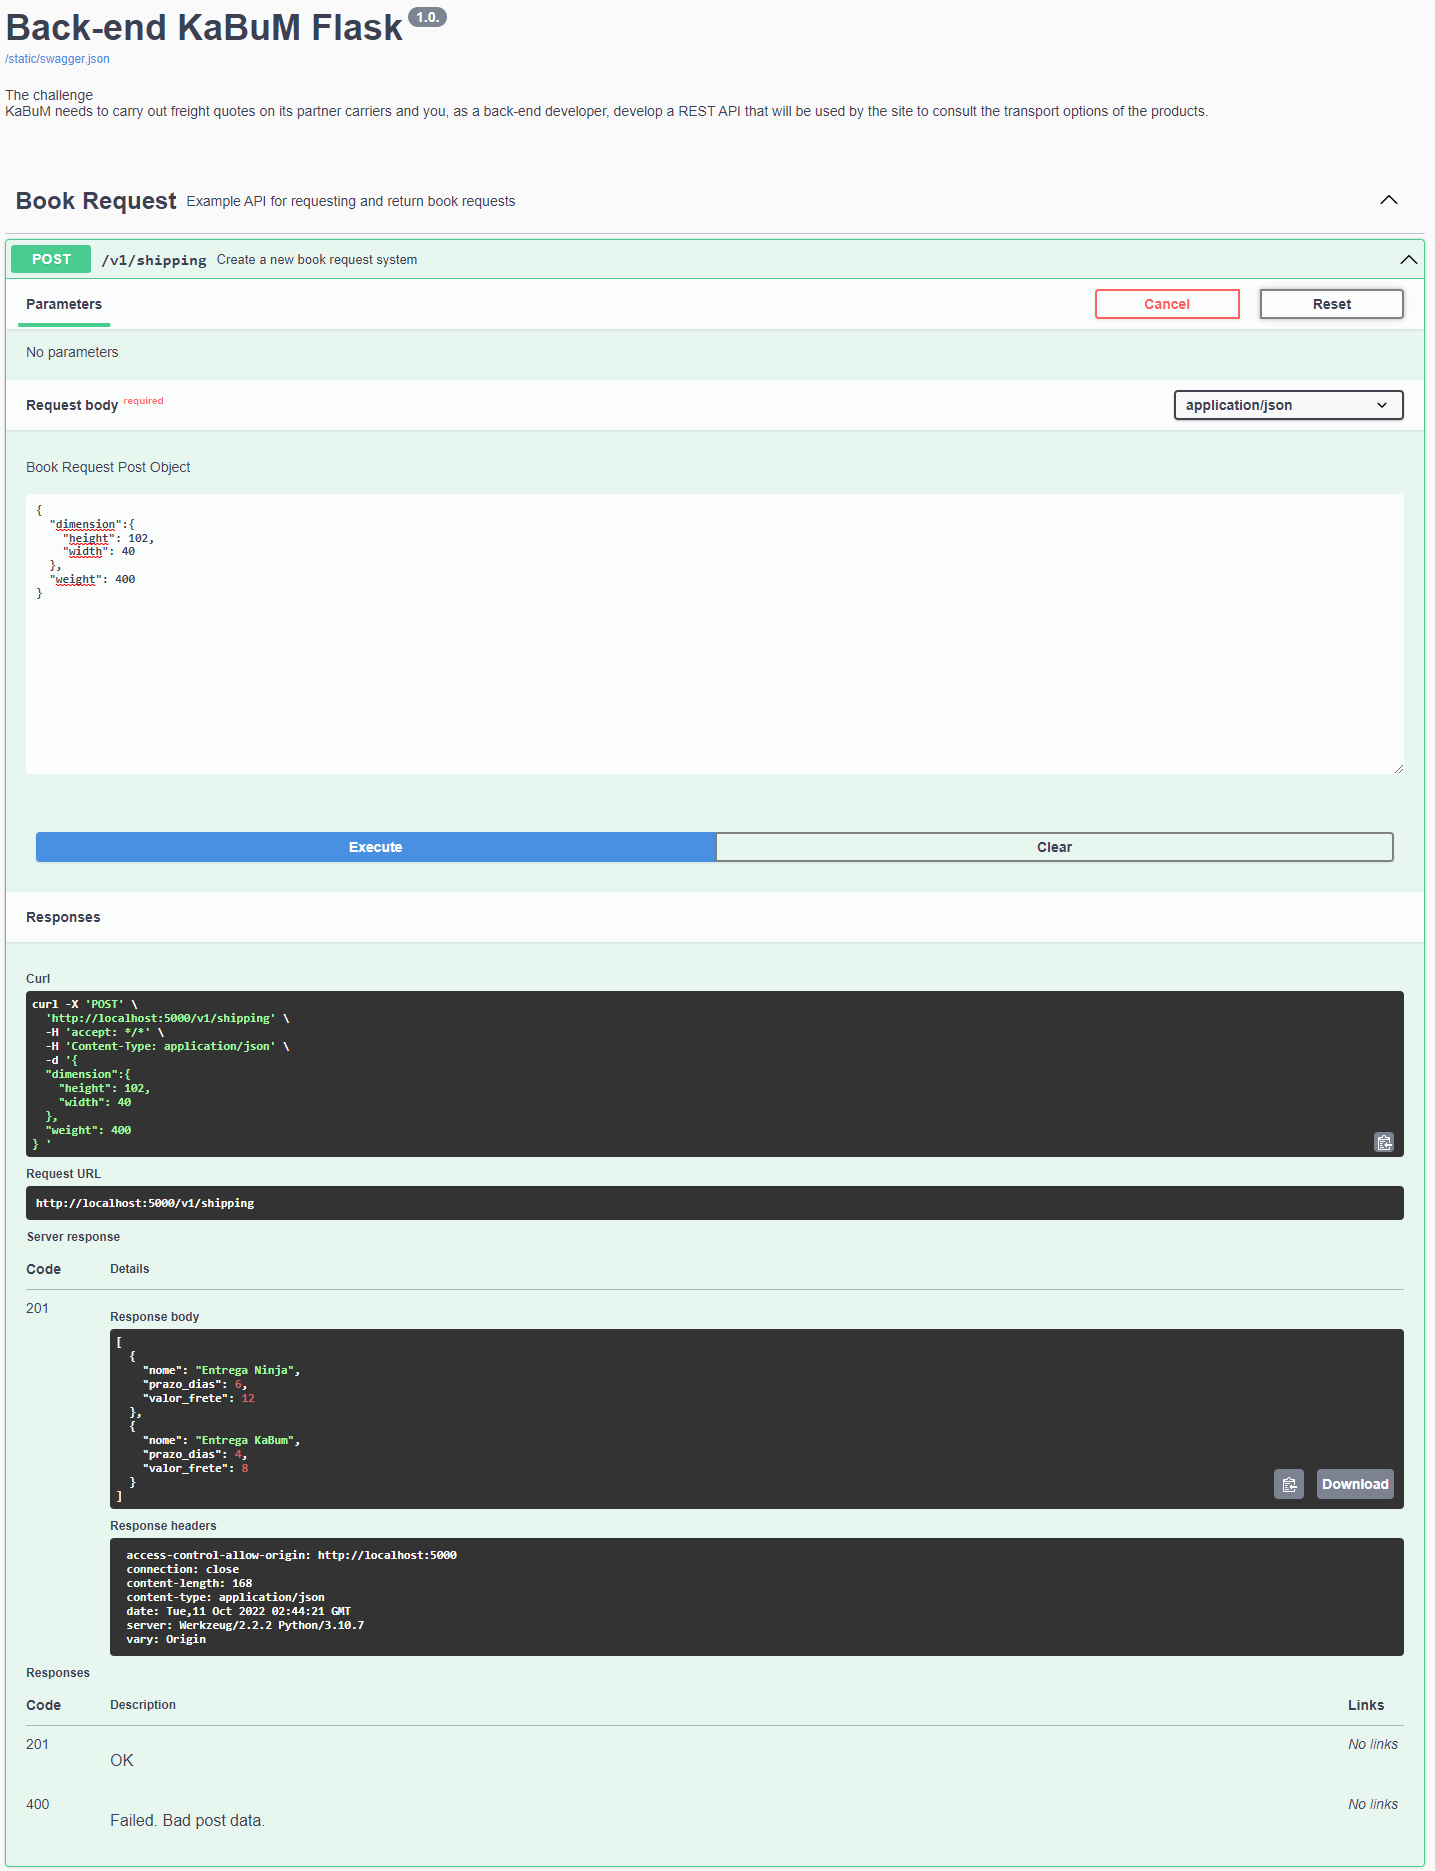 Back-end KaBuM Flask 1.0.
/static/swagger.json
The challenge
KaBuM needs to carry out freight quotes on its partner carriers and you, as a back-end developer, develop a REST API that will be used by the site to consult the transport options of the products.
Book Request Example API for requesting and return book requests
POST /v1/shipping Create a new book request system
Parameters Cancel Reset
No parameters
Request body required application/json
Book Request Post Object
{
  "dimension":{
    "height": 102,
    "width": 40
  },
  "weight": 400
}
Execute Clear
Responses
Curl
curl -X 'POST' \
  'http://localhost:5000/v1/shipping' \
  -H 'accept: */*' \
  -H 'Content-Type: application/json' \
  -d '{
  "dimension":{
    "height": 102,
    "width": 40
  },
  "weight": 400
} '
Request URL
http://localhost:5000/v1/shipping
Server response
Code Details
201
Response body
[
  {
    "nome": "Entrega Ninja",
    "prazo_dias": 6,
    "valor_frete": 12
  },
  {
    "nome": "Entrega KaBum",
    "prazo_dias": 4,
    "valor_frete": 8
  }
]
Download
Response headers
access-control-allow-origin: http://localhost:5000
connection: close
content-length: 168
content-type: application/json
date: Tue,11 Oct 2022 02:44:21 GMT
server: Werkzeug/2.2.2 Python/3.10.7
vary: Origin
Responses
Code Description Links
201 No links
OK
400 No links
Failed. Bad post data.